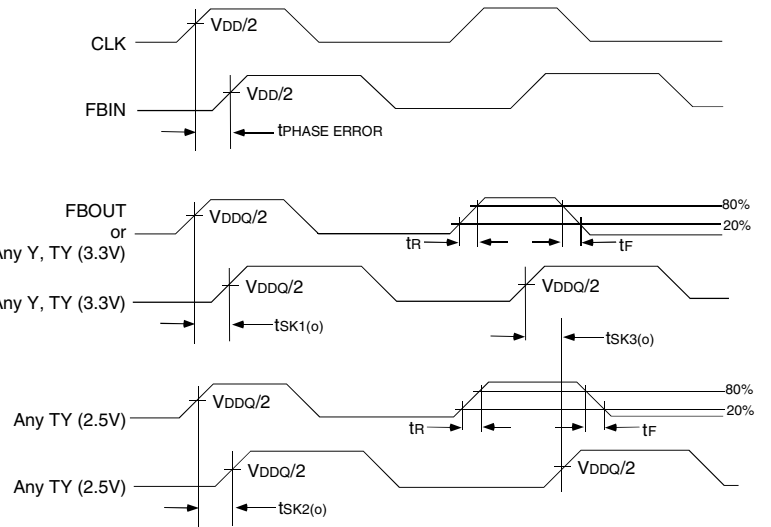 VDD/2
CLK
VDD/2
FBIN
tPHASE ERROR
FBOUT
or
Any Y, TY (3.3V)
VDDQ/2
80%
20%
tR
tF
Any Y, TY (3.3V)
VDDQ/2
VDDQ/2
tSK1(o)
tSK3(o)
Any TY (2.5V)
VDDQ/2
80%
20%
tR
tF
Any TY (2.5V)
VDDQ/2
VDDQ/2
tSK2(o)